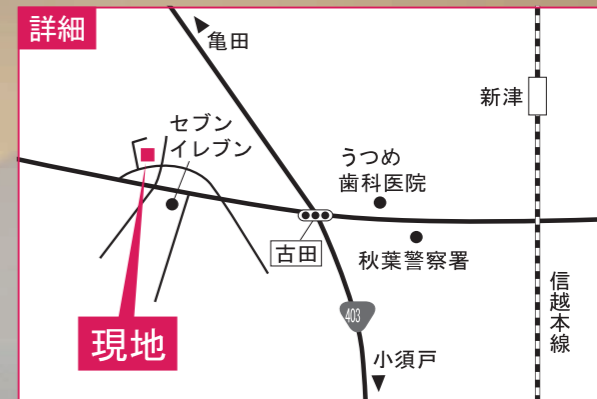 詳細
亀田
新津
セブン
イレブン
うつめ
歯科医院
古田
秋葉警察署
403
信越本線
現地
小須戸